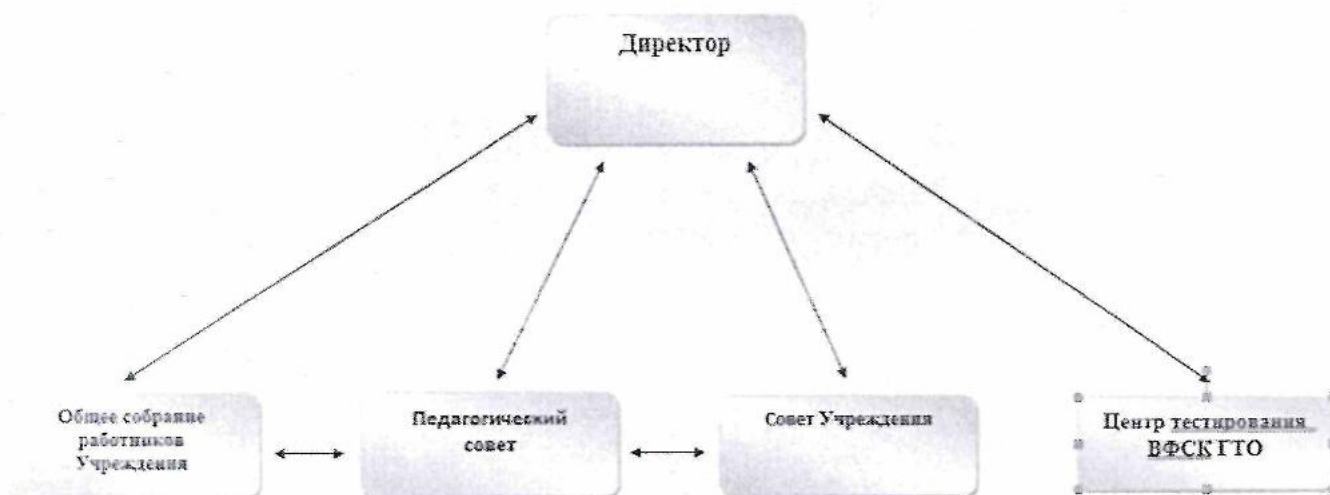 Директор
Общее собрание
работников
Учреждения
Педагогический
совет
Совет Учреждения
Центр тестирования
ВФСК ГТО